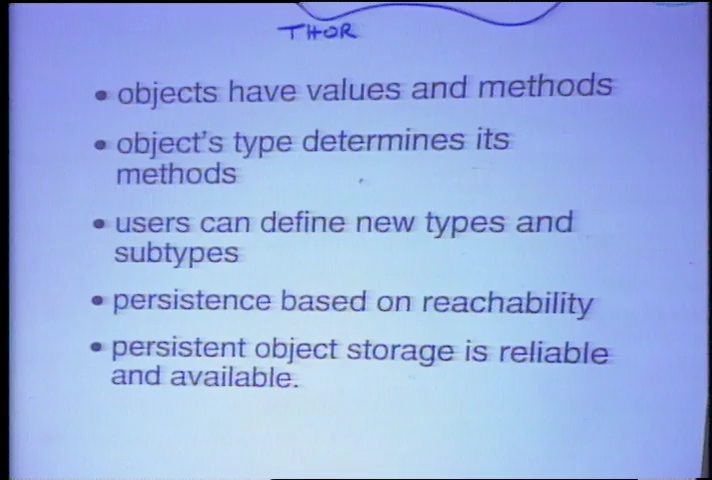 THOR
• objects have values and methods
• object's type determines its
methods
• users can define new types and
subtypes
• persistence based on reachability
• persistent object storage is reliable
and available.